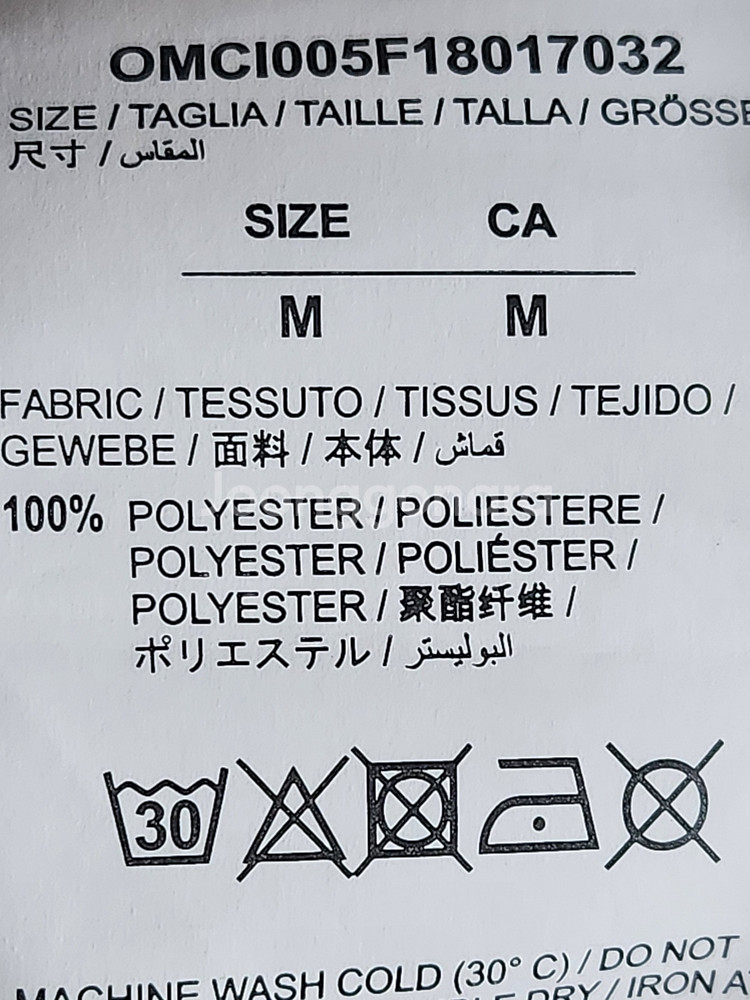 OMCI005F18017032
SIZE / TAGLIA / TAILLE / TALLA / GRÖSSE
尺寸 / المقاس
SIZE CA
M M
FABRIC / TESSUTO / TISSUS / TEJIDO /
GEWEBE / 面料 / 本体 / قماش
100% POLYESTER / POLIESTERE /
POLYESTER / POLIÉSTER /
POLYESTER / 聚酯纤维 /
ポリエステル / البوليستر
30
MACHINE WASH COLD (30° C) / DO NOT
DRY / IRON